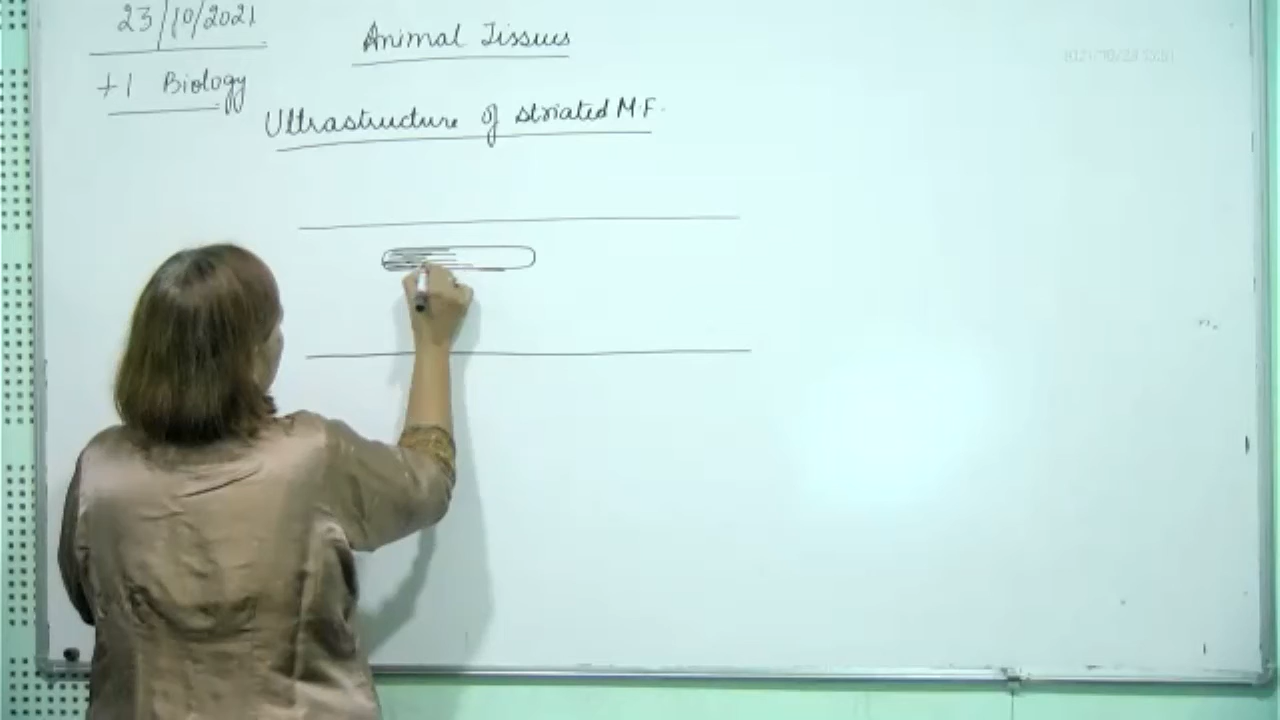 23/10/2021
Animal Tissues
+1 Biology
Ultrastructure of striated M.F.